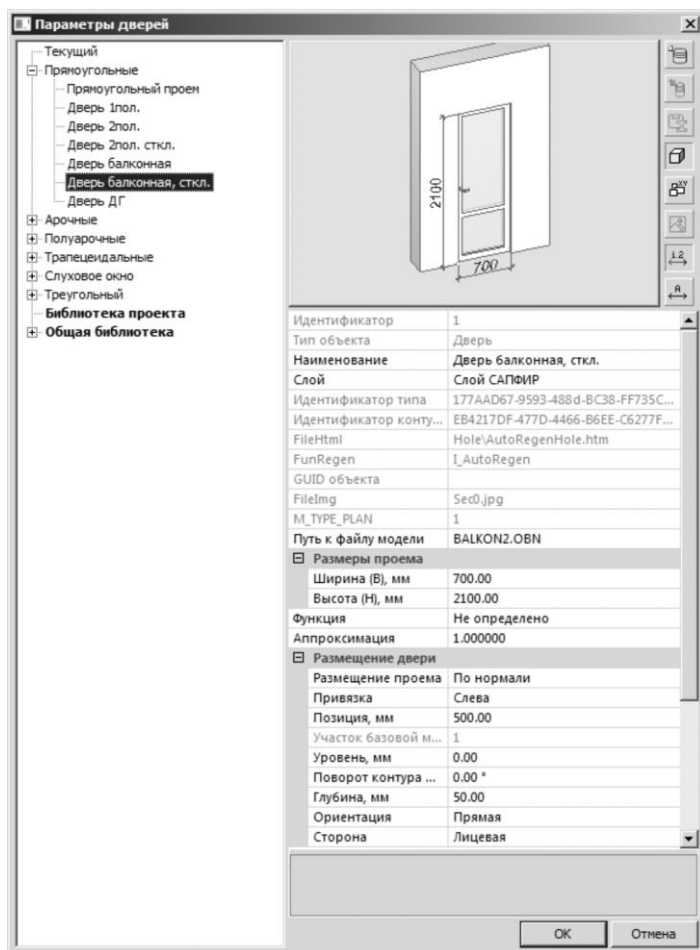 Параметры дверей
Текущий
Прямоугольные
Прямоугольный проем
Дверь 1пол.
Дверь 2пол.
Дверь 2пол. сткл.
Дверь балконная
Дверь балконная, сткл.
Дверь ДГ
Арочные
Полуарочные
Трапецеидальные
Слуховое окно
Треугольный
Библиотека проекта
Общая библиотека
2100
700
Идентификатор 1
Тип объекта Дверь
Наименование Дверь балконная, сткл.
Слой Слой САПФИР
Идентификатор типа 177AAD67-9593-488d-BC38-FF735C...
Идентификатор конту... EB4217DF-477D-4466-B6EE-C6277F...
FileHtml Hole\AutoRegenHole.htm
FunRegen I_AutoRegen
GUID объекта
FileImg Sec0.jpg
M_TYPE_PLAN 1
Путь к файлу модели BALKON2.OBN
Размеры проема
Ширина (B), мм 700.00
Высота (H), мм 2100.00
Функция Не определено
Аппроксимация 1.000000
Размещение двери
Размещение проема По нормали
Привязка Слева
Позиция, мм 500.00
Участок базовой м... 1
Уровень, мм 0.00
Поворот контура ... 0.00 °
Глубина, мм 50.00
Ориентация Прямая
Сторона Лицевая
OK Отмена